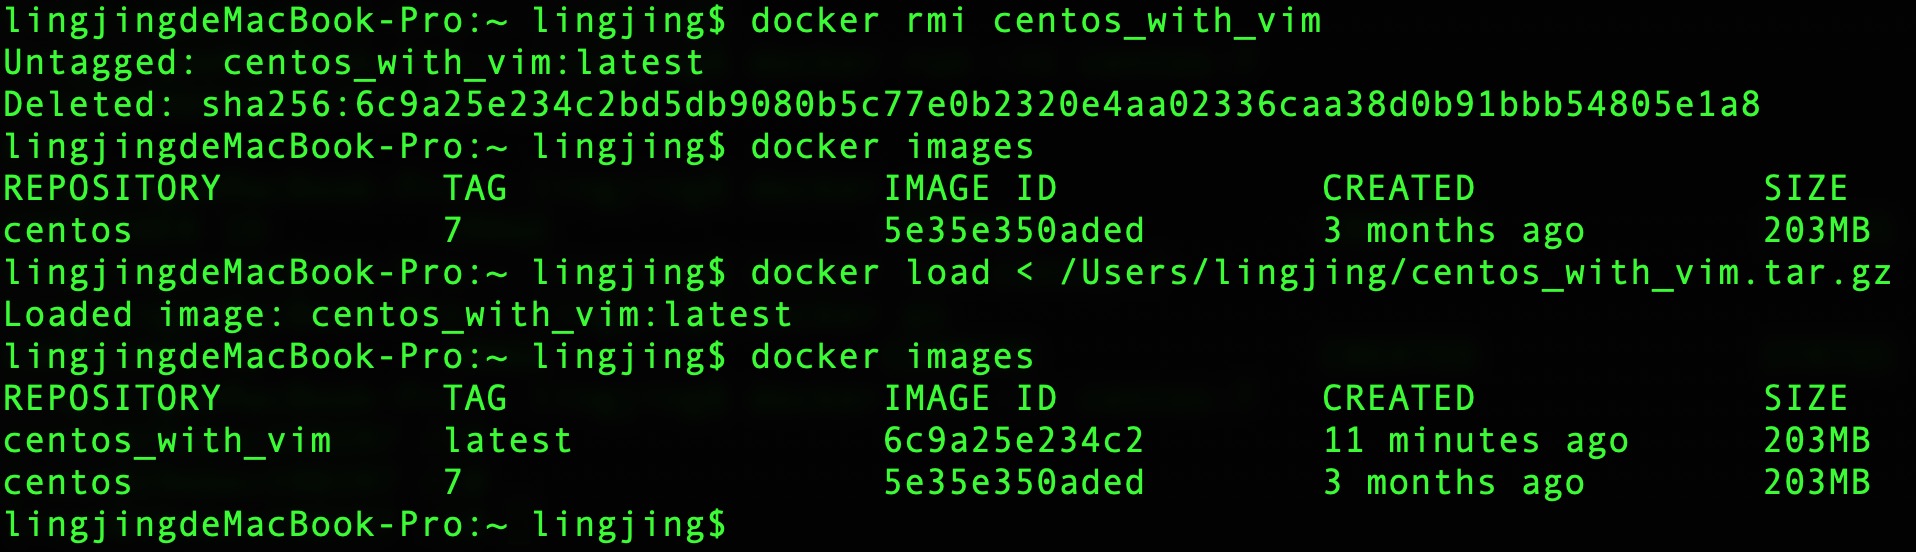 lingjingdeMacBook-Pro:~ lingjing$ docker rmi centos_with_vim
Untagged: centos_with_vim:latest
Deleted: sha256:6c9a25e234c2bd5db9080b5c77e0b2320e4aa02336caa38d0b91bbb54805e1a8
lingjingdeMacBook-Pro:~ lingjing$ docker images
REPOSITORY          TAG                 IMAGE ID            CREATED             SIZE
centos              7                   5e35e350aded        3 months ago        203MB
lingjingdeMacBook-Pro:~ lingjing$ docker load < /Users/lingjing/centos_with_vim.tar.gz
Loaded image: centos_with_vim:latest
lingjingdeMacBook-Pro:~ lingjing$ docker images
REPOSITORY          TAG                 IMAGE ID            CREATED             SIZE
centos_with_vim     latest              6c9a25e234c2        11 minutes ago      203MB
centos              7                   5e35e350aded        3 months ago        203MB
lingjingdeMacBook-Pro:~ lingjing$